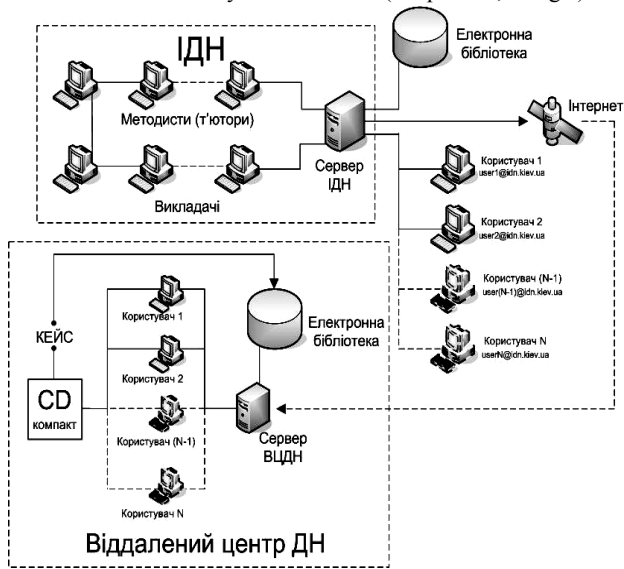 ІДН
Електронна
бібліотека
Методисти (т'ютори)
Інтернет
Сервер
ІДН
Викладачі
Користувач 1
user1@idn.kiev.ua
Користувач 2
user2@idn.kiev.ua
Користувач (N-1)
user(N-1)@idn.kiev.ua
Користувач N
userN@idn.kiev.ua
Користувач 1
Електронна
бібліотека
КЕЙС
Користувач 2
CD
компакт
Користувач (N-1)
Сервер
ВЦДН
Користувач N
Віддалений центр ДН